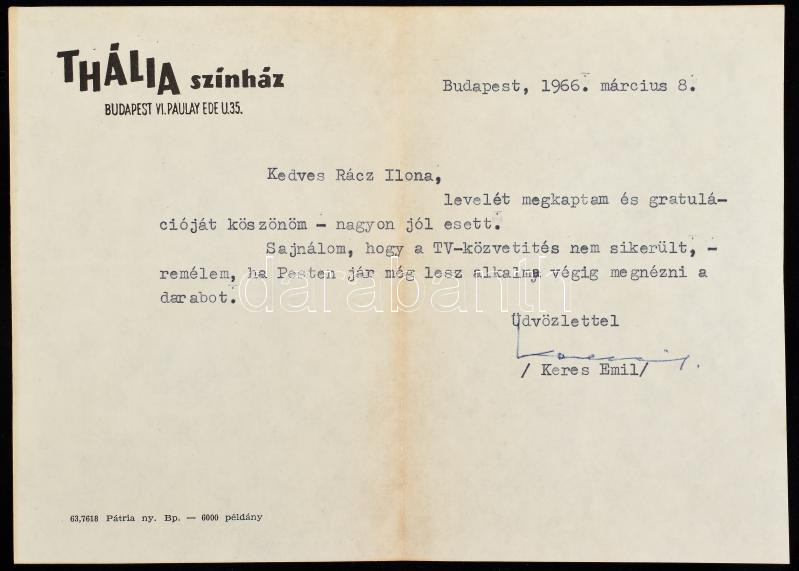 THÁLIA színház
BUDAPEST VI. PAULAY EDE U. 35.
Budapest, 1966. március 8.
Kedves Rácz Ilona,
levelét megkaptam és gratulá-
cióját köszönöm - nagyon jól esett.
Sajnálom, hogy a TV-közvetités nem sikerült, -
remélem, ha Pesten jár még lesz alkalma végig megnézni a
darabot.
darabanth
Üdvözlettel
/ Keres Emil/
63,7618 Pátria ny. Bp. — 6000 példány